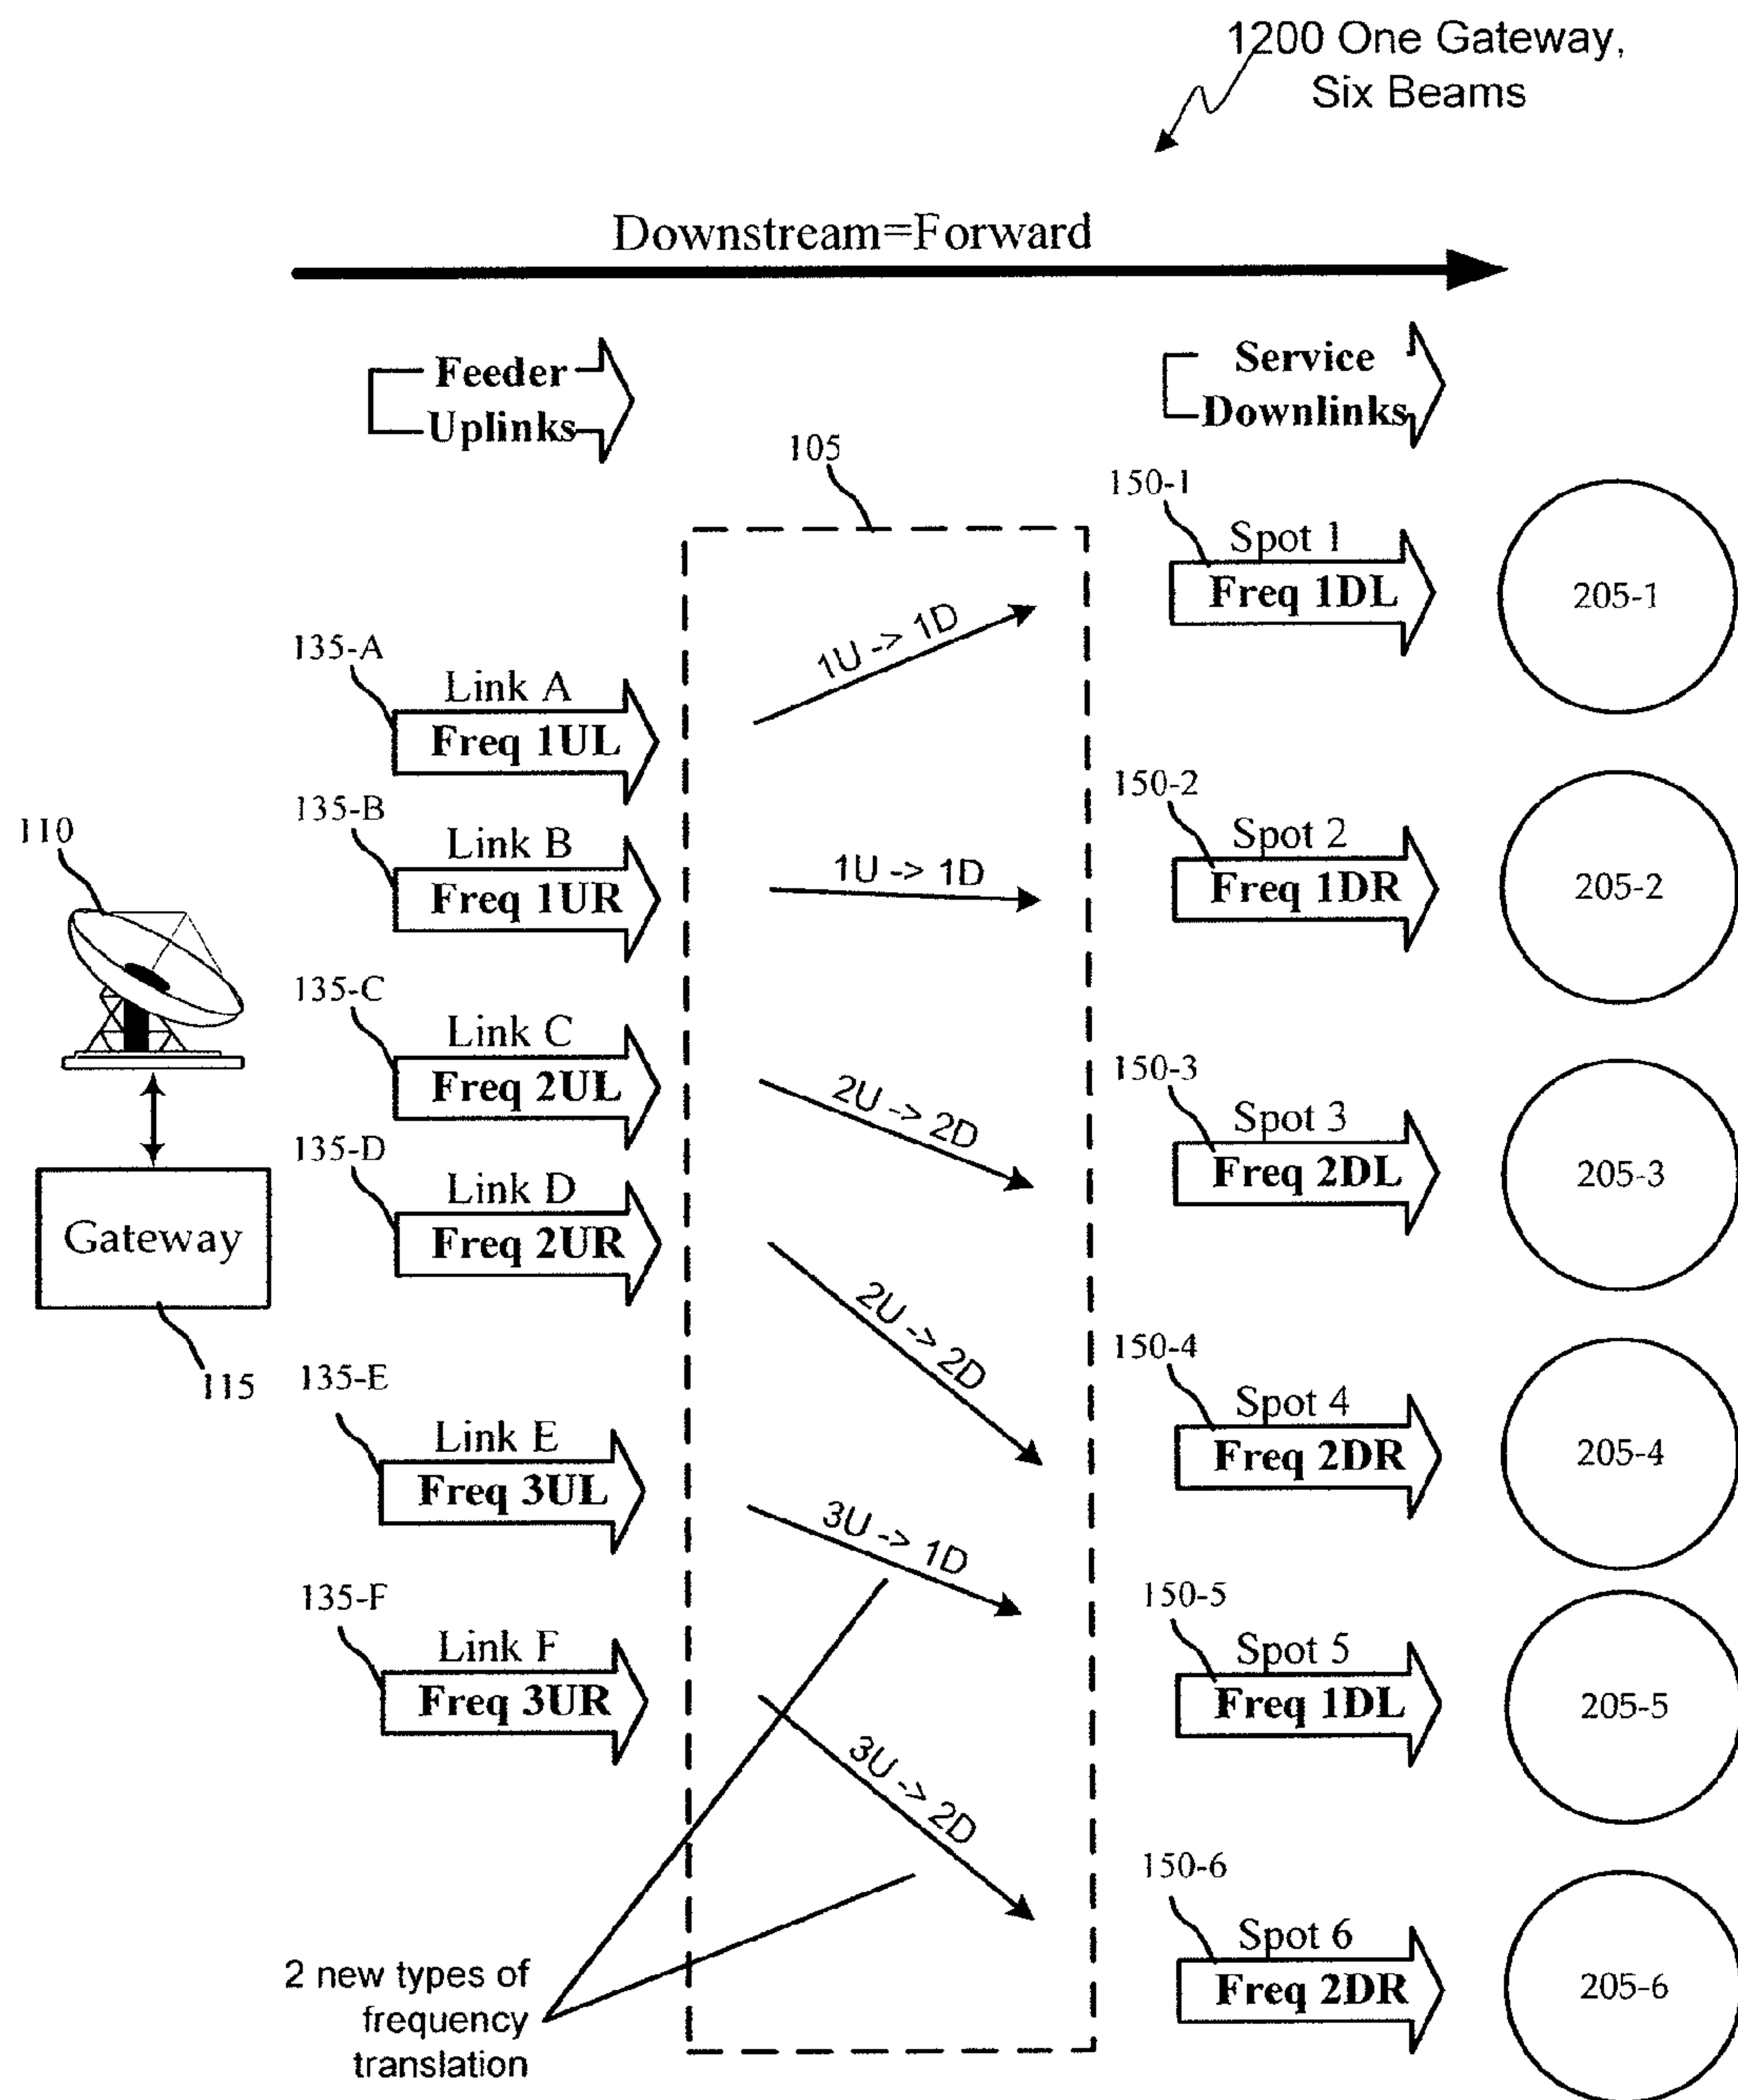 1200 One Gateway,
Six Beams
Downstream=Forward
Feeder
Uplinks
Service
Downlinks
105
150-1
Spot 1
Freq 1DL
205-1
1U -> 1D
135-A
Link A
Freq 1UL
150-2
Spot 2
Freq 1DR
205-2
135-B
Link B
Freq 1UR
1U -> 1D
110
135-C
Link C
Freq 2UL
2U -> 2D
150-3
Spot 3
Freq 2DL
205-3
135-D
Link D
Freq 2UR
2U -> 2D
Gateway
115
150-4
Spot 4
Freq 2DR
205-4
135-E
Link E
Freq 3UL
3U -> 1D
150-5
Spot 5
Freq 1DL
205-5
135-F
Link F
Freq 3UR
3U -> 2D
150-6
Spot 6
Freq 2DR
205-6
2 new types of
frequency
translation